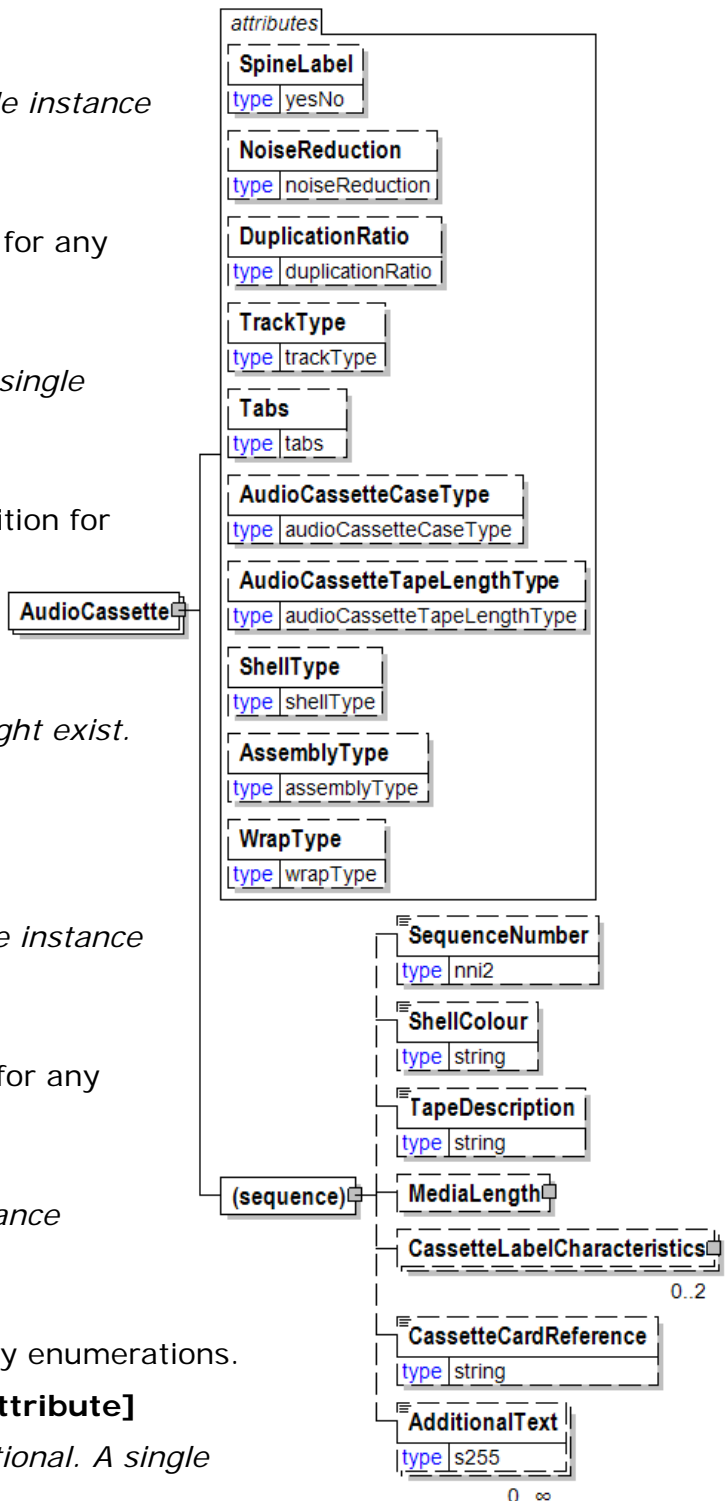 le instance
for any
single
ition for
ght exist.
e instance
for any
ance
y enumerations.
ttribute]
tional. A single
AudioCassette
attributes
SpineLabel
type yesNo
NoiseReduction
type noiseReduction
DuplicationRatio
type duplicationRatio
TrackType
type trackType
Tabs
type tabs
AudioCassetteCaseType
type audioCassetteCaseType
AudioCassetteTapeLengthType
type audioCassetteTapeLengthType
ShellType
type shellType
AssemblyType
type assemblyType
WrapType
type wrapType
(sequence)
SequenceNumber
type nni2
ShellColour
type string
TapeDescription
type string
MediaLength
CassetteLabelCharacteristics
0..2
CassetteCardReference
type string
AdditionalText
type s255
0..∞